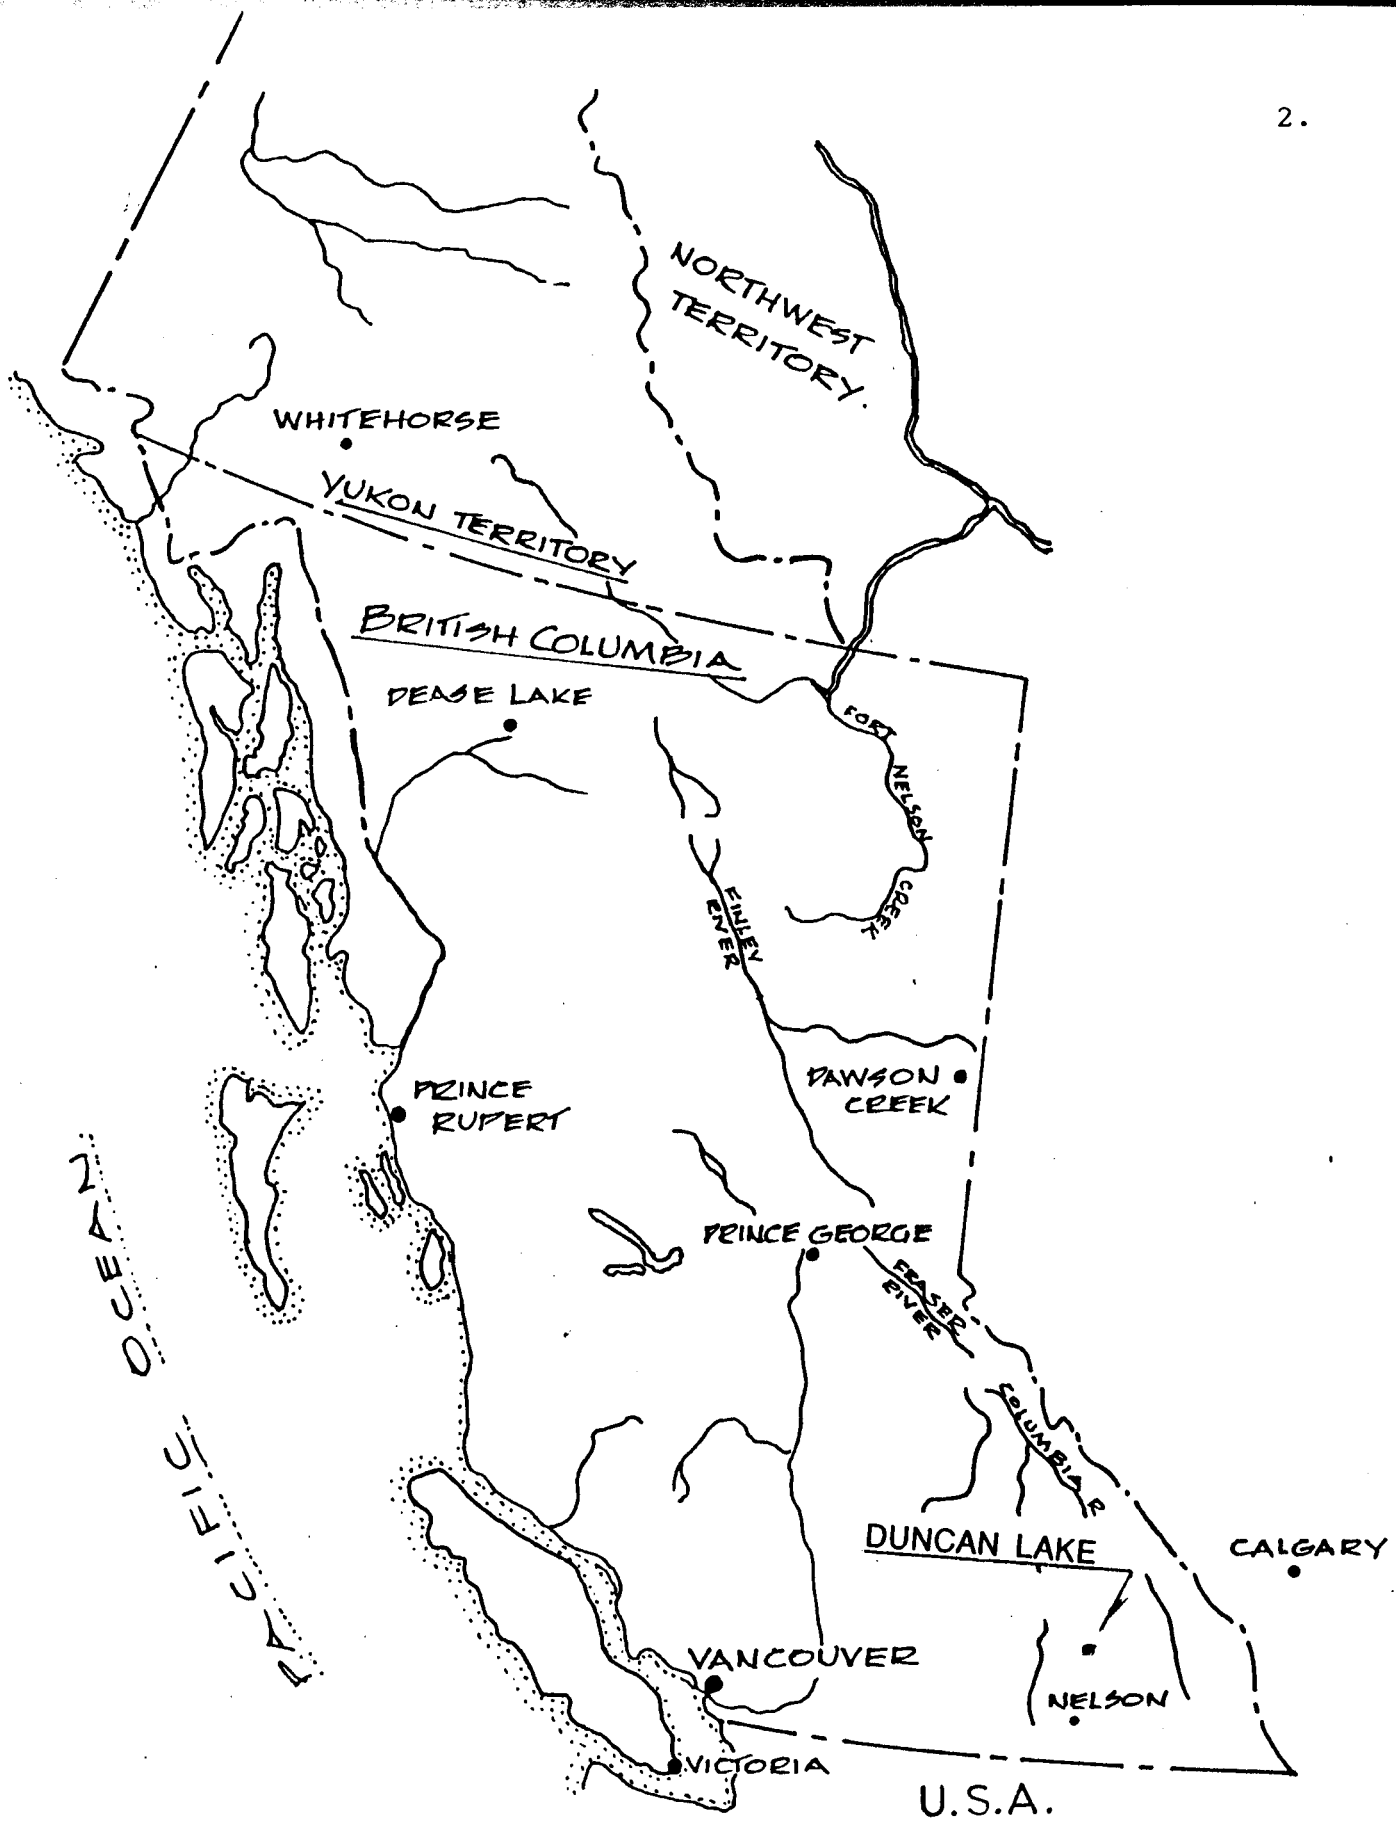 2.
NORTHWEST
TERRITORY.
WHITEHORSE
YUKON TERRITORY
BRITISH COLUMBIA
DEASE LAKE
FORT NELSON CREEK
FINLEY
RIVER
DAWSON
CREEK
PRINCE
RUPERT
PRINCE GEORGE
FRASER
RIVER
COLUMBIA R
PACIFIC OCEAN
DUNCAN LAKE
CALGARY
VANCOUVER
NELSON
VICTORIA
U.S.A.